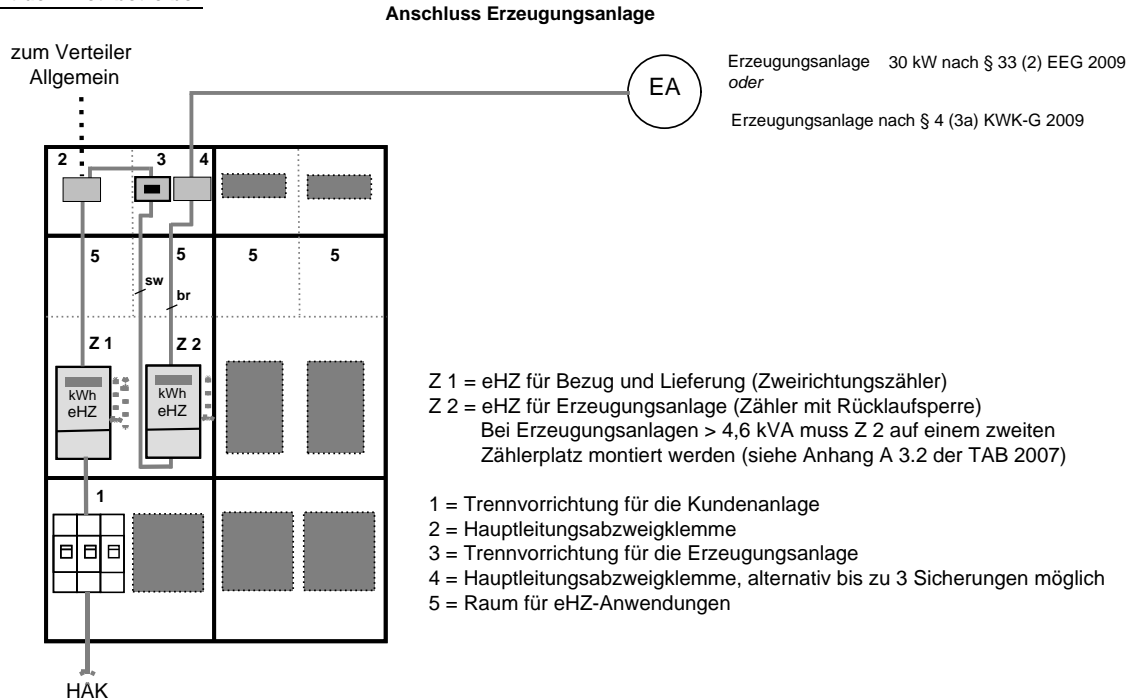 Anschluss Erzeugungsanlage
zum Verteiler
Allgemein
EA
Erzeugungsanlage 30 kW nach § 33 (2) EEG 2009
oder
Erzeugungsanlage nach § 4 (3a) KWK-G 2009
2 3 4
5 5 5 5
sw
br
Z 1 Z 2
kWh
eHZ
kWh
eHZ
Z 1 = eHZ für Bezug und Lieferung (Zweirichtungszähler)
Z 2 = eHZ für Erzeugungsanlage (Zähler mit Rücklaufsperre)
Bei Erzeugungsanlagen > 4,6 kVA muss Z 2 auf einem zweiten
Zählerplatz montiert werden (siehe Anhang A 3.2 der TAB 2007)
1
1 = Trennvorrichtung für die Kundenanlage
2 = Hauptleitungsabzweigklemme
3 = Trennvorrichtung für die Erzeugungsanlage
4 = Hauptleitungsabzweigklemme, alternativ bis zu 3 Sicherungen möglich
5 = Raum für eHZ-Anwendungen
HAK